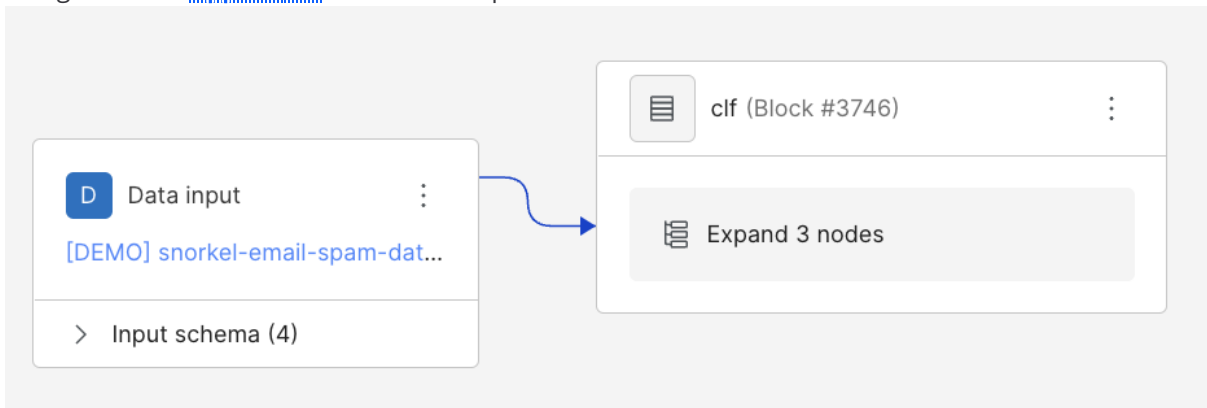 D Data input
[DEMO] snorkel-email-spam-dat...
Input schema (4)
clf (Block #3746)
Expand 3 nodes